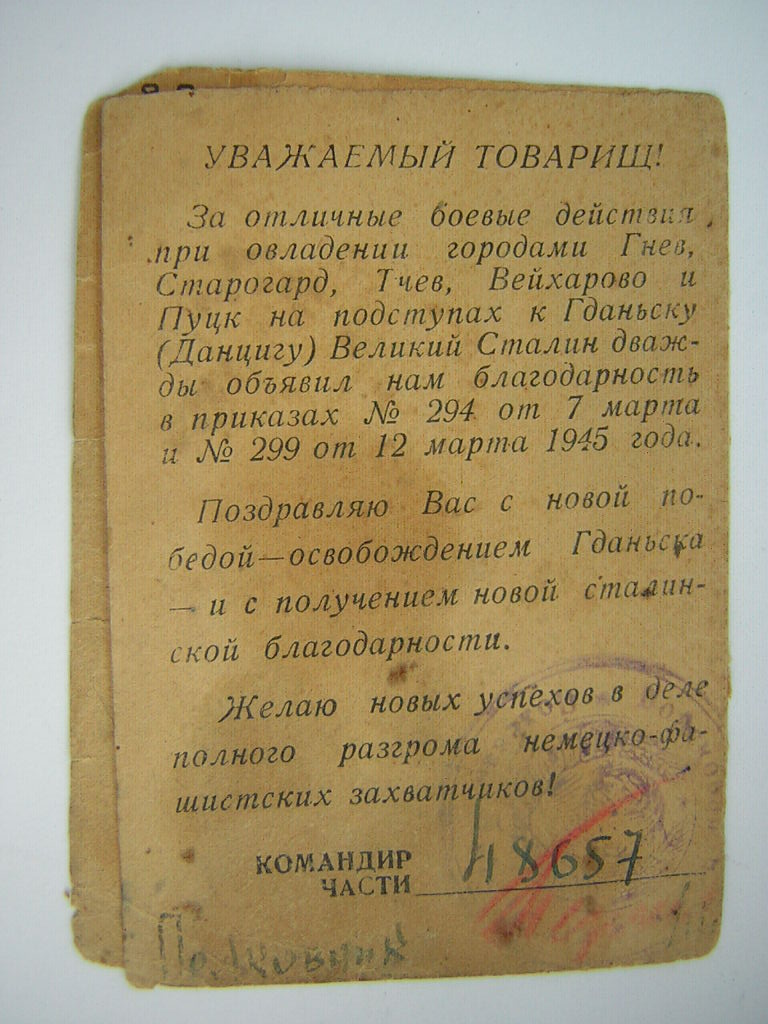 УВАЖАЕМЫЙ ТОВАРИЩ!
За отличные боевые действия
при овладении городами Гнев,
Старогард, Тчев, Вейхарово и
Пуцк на подступах к Гданьску
(Данцигу) Великий Сталин дваж-
ды объявил нам благодарность
в приказах № 294 от 7 марта
и № 299 от 12 марта 1945 года.
Поздравляю Вас с новой по-
бедой—освобождением Гданьска
— и с получением новой сталин-
ской благодарности.
Желаю новых успехов в деле
полного разгрома немецко-фа-
шистских захватчиков!
КОМАНДИР
ЧАСТИ 48657
Полковник